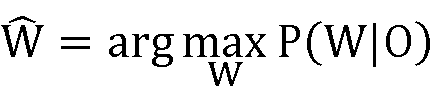 Ŵ = arg max P(W|O)
W